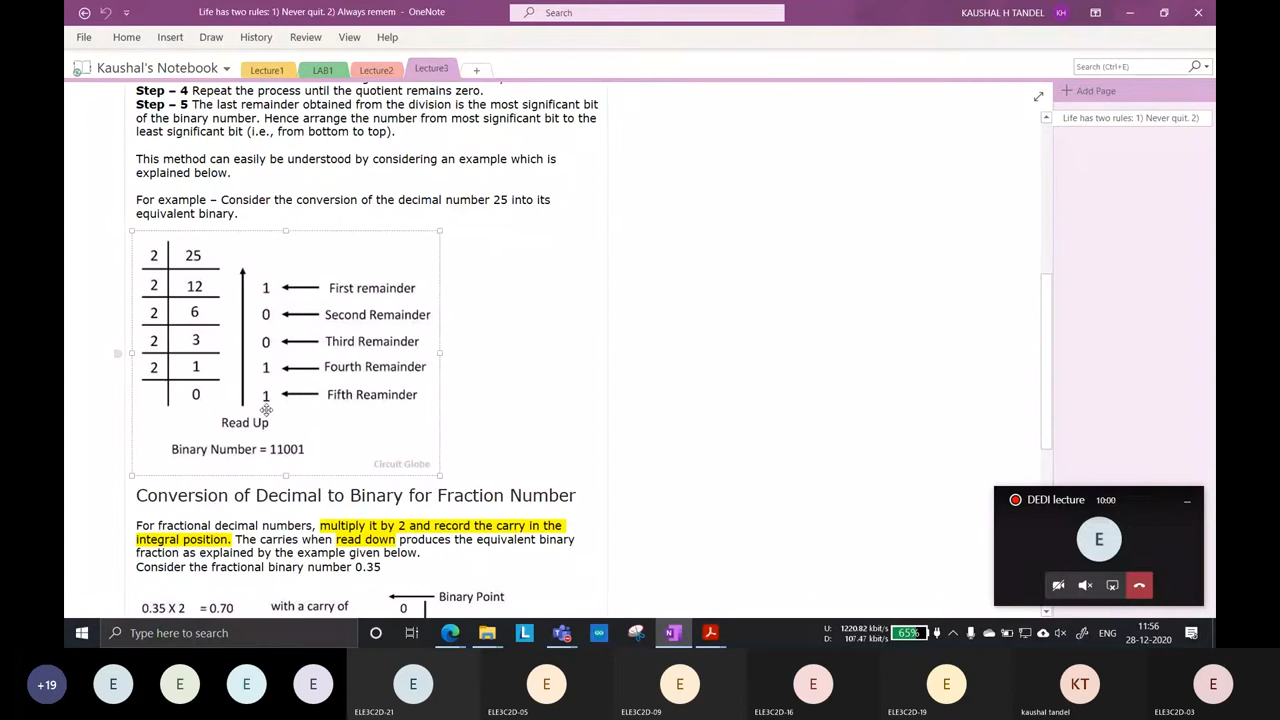 Life has two rules: 1) Never quit. 2) Always remem - OneNote
Search
KAUSHAL H TANDEL
KH
File Home Insert Draw History Review View Help
Kaushal's Notebook
Lecture1 LAB1 Lecture2 Lecture3
Search (Ctrl+E)
Add Page
Life has two rules: 1) Never quit. 2)
Step – 4 Repeat the process until the quotient remains zero.
Step – 5 The last remainder obtained from the division is the most significant bit
of the binary number. Hence arrange the number from most significant bit to the
least significant bit (i.e., from bottom to top).
This method can easily be understood by considering an example which is
explained below.
For example – Consider the conversion of the decimal number 25 into its
equivalent binary.
2 25
2 12 1 First remainder
2 6 0 Second Remainder
2 3 0 Third Remainder
2 1 1 Fourth Remainder
0 1 Fifth Reaminder
Read Up
Binary Number = 11001
Circuit Globe
Conversion of Decimal to Binary for Fraction Number
For fractional decimal numbers, multiply it by 2 and record the carry in the
integral position. The carries when read down produces the equivalent binary
fraction as explained by the example given below.
Consider the fractional binary number 0.35
Binary Point
0.35 X 2 = 0.70 with a carry of 0
DEDI lecture 10:00
E
Type here to search
L
U: 1220.82 kbit/s
D: 107.47 kbit/s
65%
ENG
11:56
28-12-2020
+19 E E E E E E E E E KT E
ELE3C2D-21 ELE3C2D-05 ELE3C2D-09 ELE3C2D-16 ELE3C2D-19 kaushal tandel ELE3C2D-03